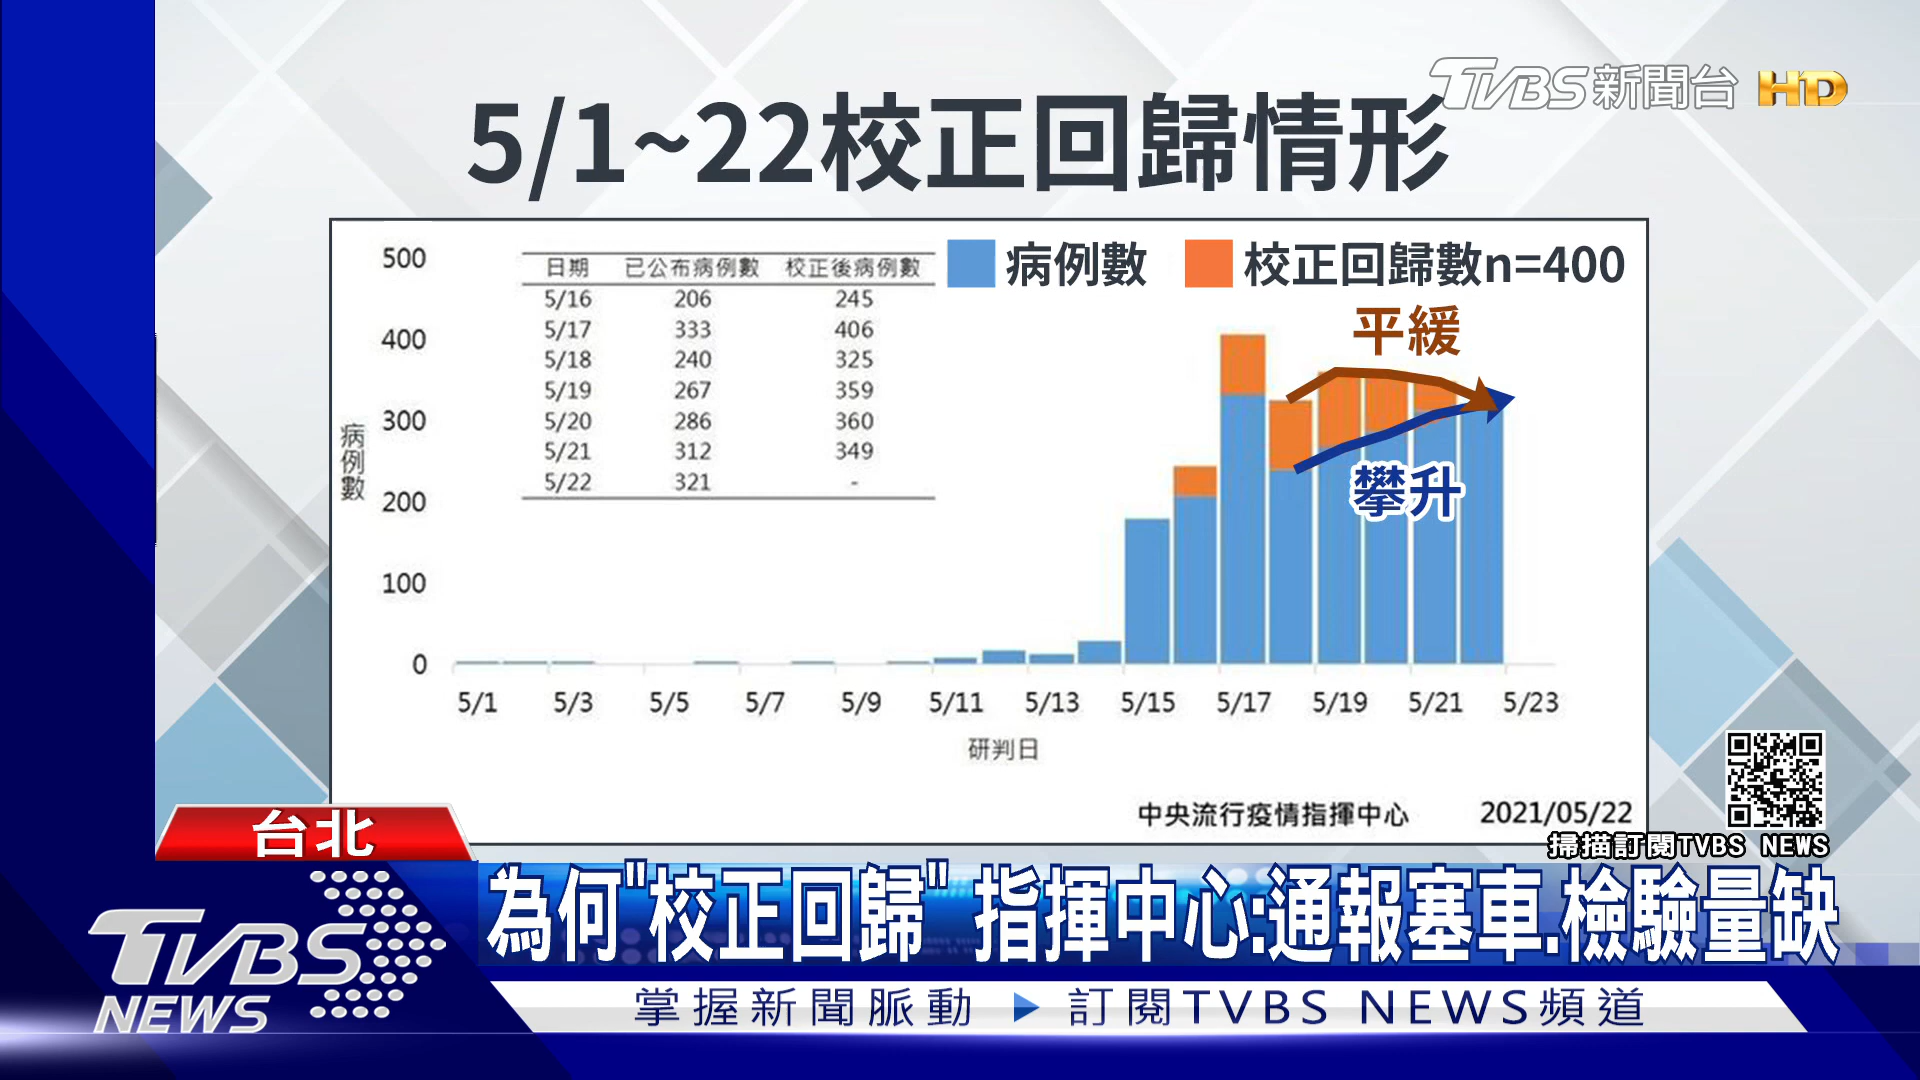 TVBS新聞台 HD
5/1~22校正回歸情形
病例數 校正回歸數n=400
日期 已公布病例數 校正後病例數
5/16 206 245
5/17 333 406
5/18 240 325
5/19 267 359
5/20 286 360
5/21 312 349
5/22 321 -
平緩
攀升
500
400
300
200
100
0
病例數
5/1 5/3 5/5 5/7 5/9 5/11 5/13 5/15 5/17 5/19 5/21 5/23
研判日
中央流行疫情指揮中心 2021/05/22
掃描訂閱TVBS NEWS
台北
為何"校正回歸" 指揮中心:通報塞車.檢驗量缺
TVBS
NEWS
掌握新聞脈動 ▶ 訂閱TVBS NEWS頻道